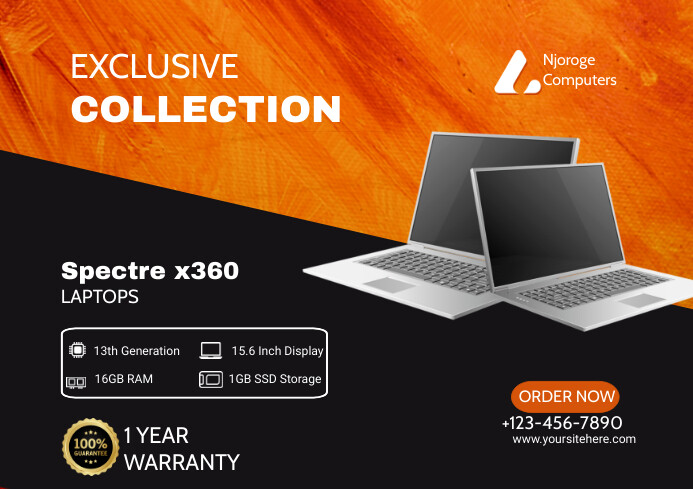 EXCLUSIVE
COLLECTION
Njoroge
Computers
Spectre x360
LAPTOPS
13th Generation
15.6 Inch Display
16GB RAM
1GB SSD Storage
100%
GUARANTEE
1 YEAR
WARRANTY
ORDER NOW
+123-456-7890
www.yoursitehere.com